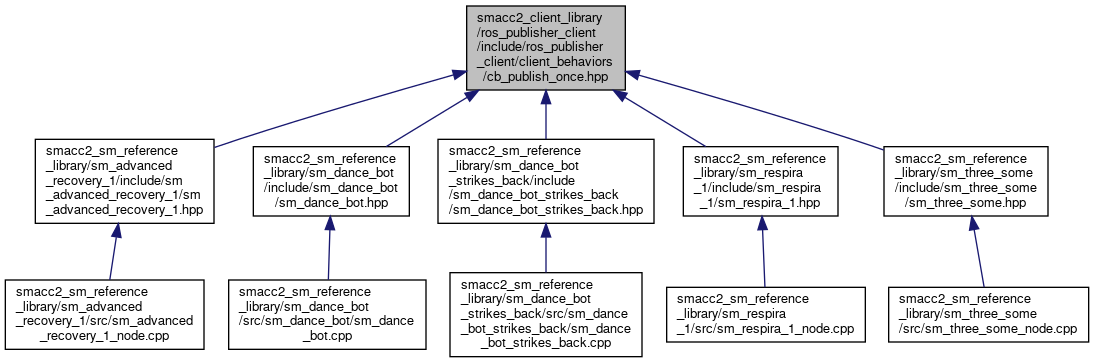 smacc2_client_library
/ros_publisher_client
/include/ros_publisher
_client/client_behaviors
/cb_publish_once.hpp
smacc2_sm_reference
_library/sm_advanced
_recovery_1/include/sm
_advanced_recovery_1/sm
_advanced_recovery_1.hpp
smacc2_sm_reference
_library/sm_dance_bot
/include/sm_dance_bot
/sm_dance_bot.hpp
smacc2_sm_reference
_library/sm_dance_bot
_strikes_back/include
/sm_dance_bot_strikes_back
/sm_dance_bot_strikes_back.hpp
smacc2_sm_reference
_library/sm_respira
_1/include/sm_respira
_1/sm_respira_1.hpp
smacc2_sm_reference
_library/sm_three_some
/include/sm_three_some
/sm_three_some.hpp
smacc2_sm_reference
_library/sm_advanced
_recovery_1/src/sm_advanced
_recovery_1_node.cpp
smacc2_sm_reference
_library/sm_dance_bot
/src/sm_dance_bot/sm_dance
_bot.cpp
smacc2_sm_reference
_library/sm_dance_bot
_strikes_back/src/sm_dance
_bot_strikes_back/sm_dance
_bot_strikes_back.cpp
smacc2_sm_reference
_library/sm_respira
_1/src/sm_respira_1_node.cpp
smacc2_sm_reference
_library/sm_three_some
/src/sm_three_some_node.cpp